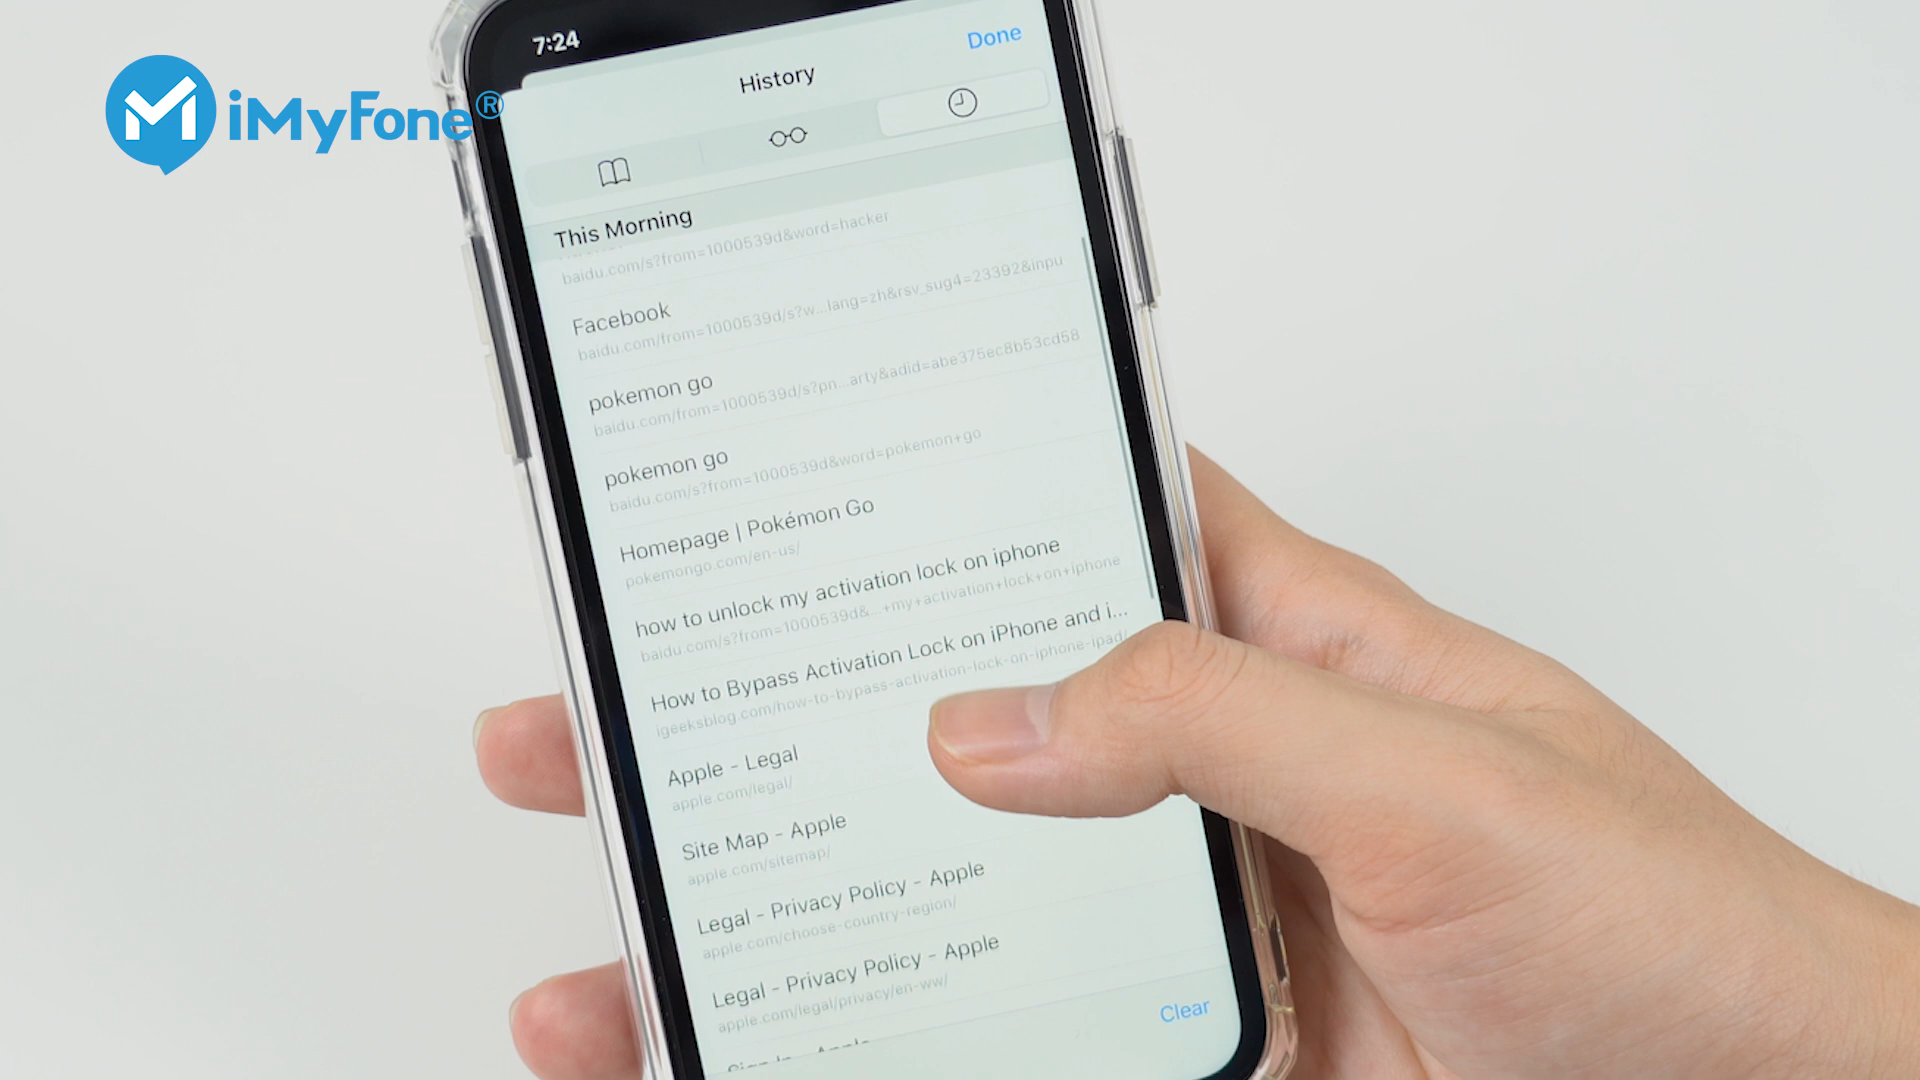 iMyFone®
7:24
Done
History
This Morning
baidu.com/s?from=1000539d&word=hacker
Facebook
baidu.com/from=1000539d/s?w...lang=zh&rsv_sug4=23392&inpu
pokemon go
baidu.com/from=1000539d/s?pn...arty&adid=abe375ec8b53cd58
pokemon go
baidu.com/s?from=1000539d&word=pokemon+go
Homepage | Pokémon Go
pokemongo.com/en-us/
how to unlock my activation lock on iphone
baidu.com/s?from=1000539d&...+my+activation+lock+on+iphone
How to Bypass Activation Lock on iPhone and i...
igeeksblog.com/how-to-bypass-activation-lock-on-iphone-ipad/
Apple - Legal
apple.com/legal/
Site Map - Apple
apple.com/sitemap/
Legal - Privacy Policy - Apple
apple.com/choose-country-region/
Legal - Privacy Policy - Apple
apple.com/legal/privacy/en-ww/
Clear